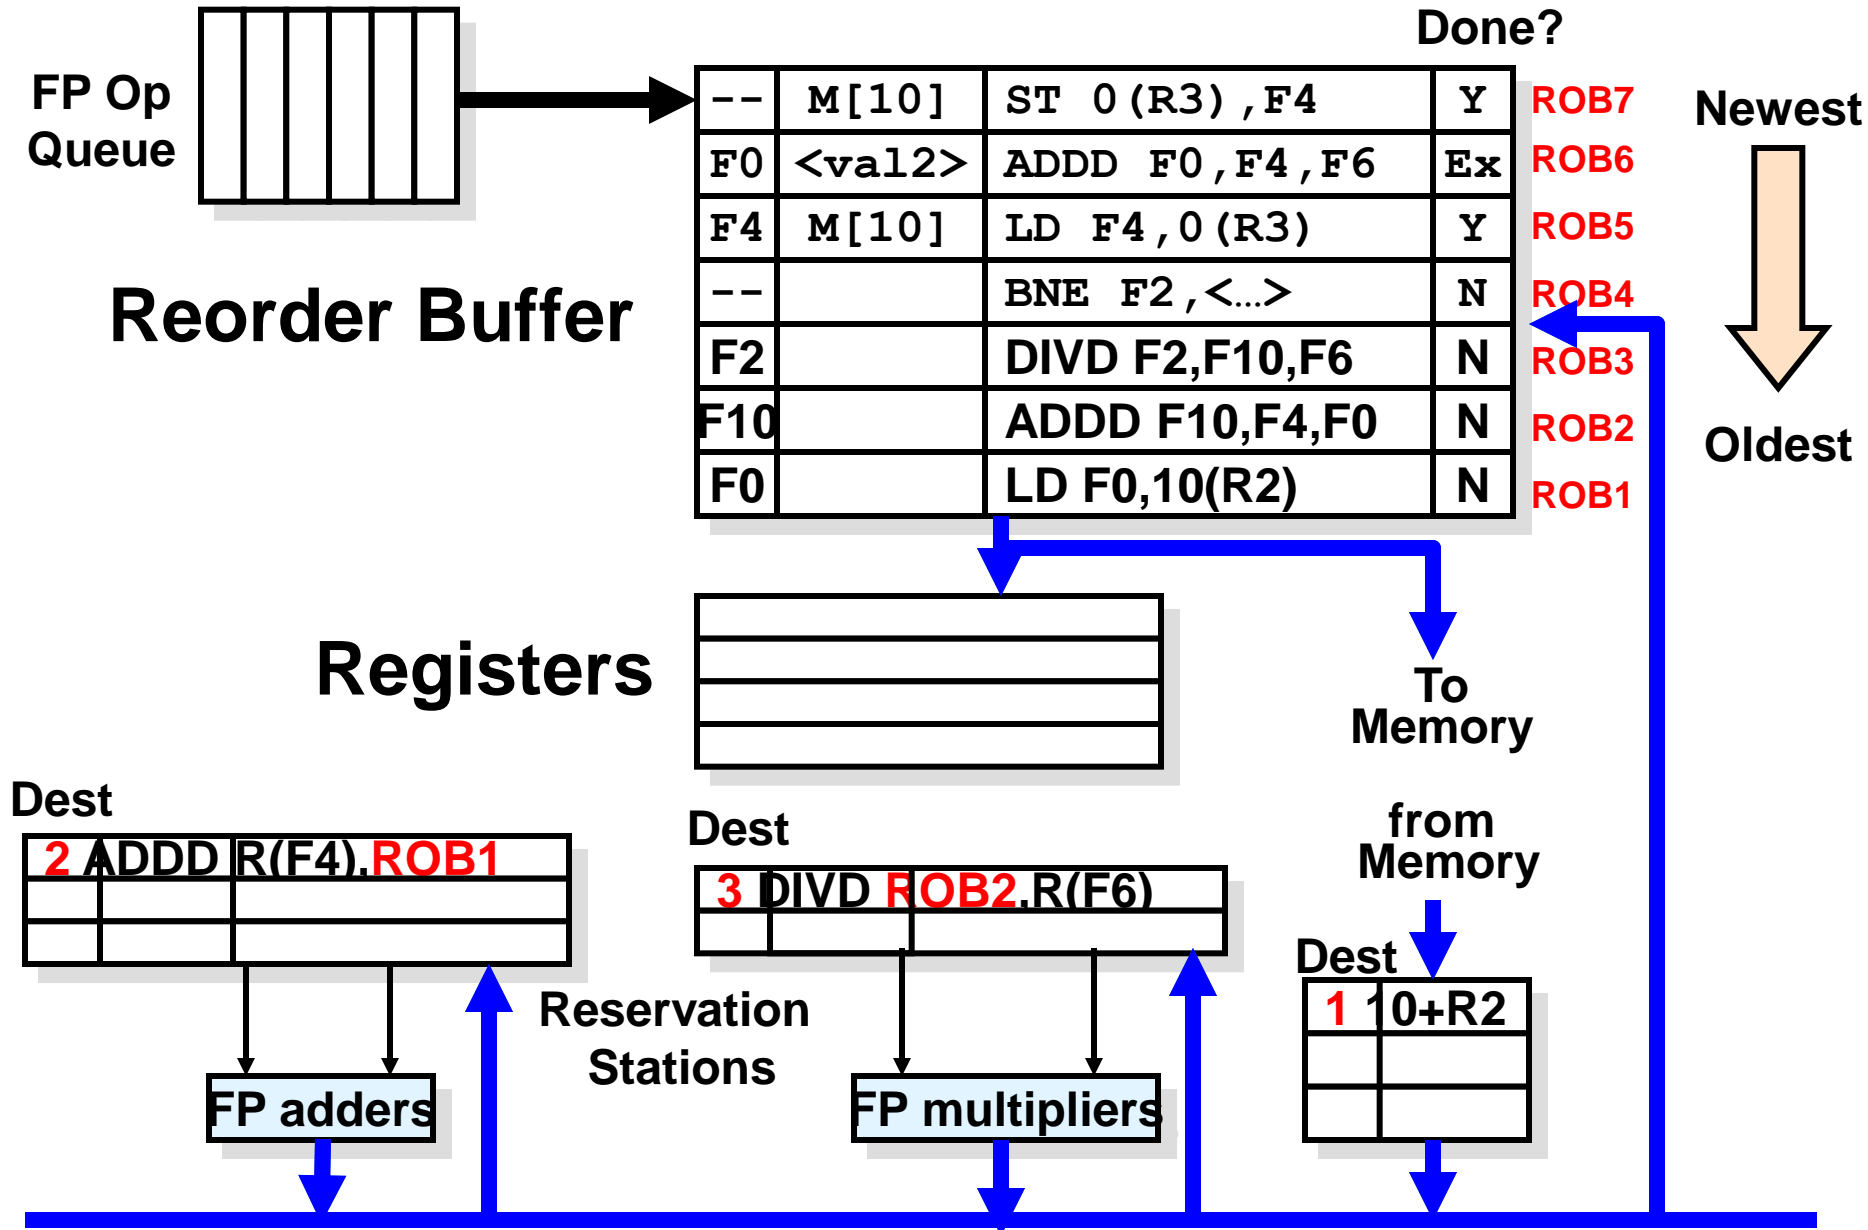 Done?
FP Op
Queue
-- M[10] ST 0(R3),F4 Y ROB7
F0 <val2> ADDD F0,F4,F6 Ex ROB6
F4 M[10] LD F4,0(R3) Y ROB5
-- BNE F2,<…> N ROB4
F2 DIVD F2,F10,F6 N ROB3
F10 ADDD F10,F4,F0 N ROB2
F0 LD F0,10(R2) N ROB1
Newest
Oldest
Reorder Buffer
Registers
To
Memory
from
Memory
Dest
2 ADDD R(F4),ROB1
Dest
3 DIVD ROB2,R(F6)
Dest
1 10+R2
Reservation
Stations
FP adders
FP multipliers